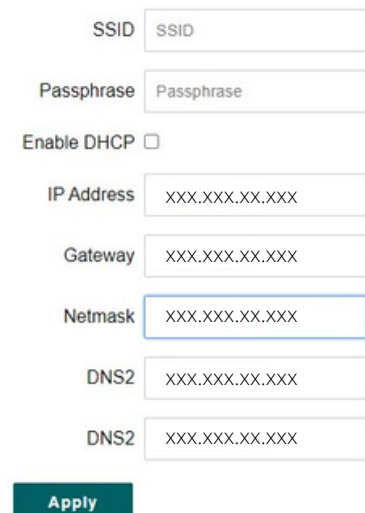 SSID SSID
Passphrase Passphrase
Enable DHCP
IP Address XXX.XXX.XX.XXX
Gateway XXX.XXX.XX.XXX
Netmask XXX.XXX.XX.XXX
DNS2 XXX.XXX.XX.XXX
DNS2 XXX.XXX.XX.XXX
Apply